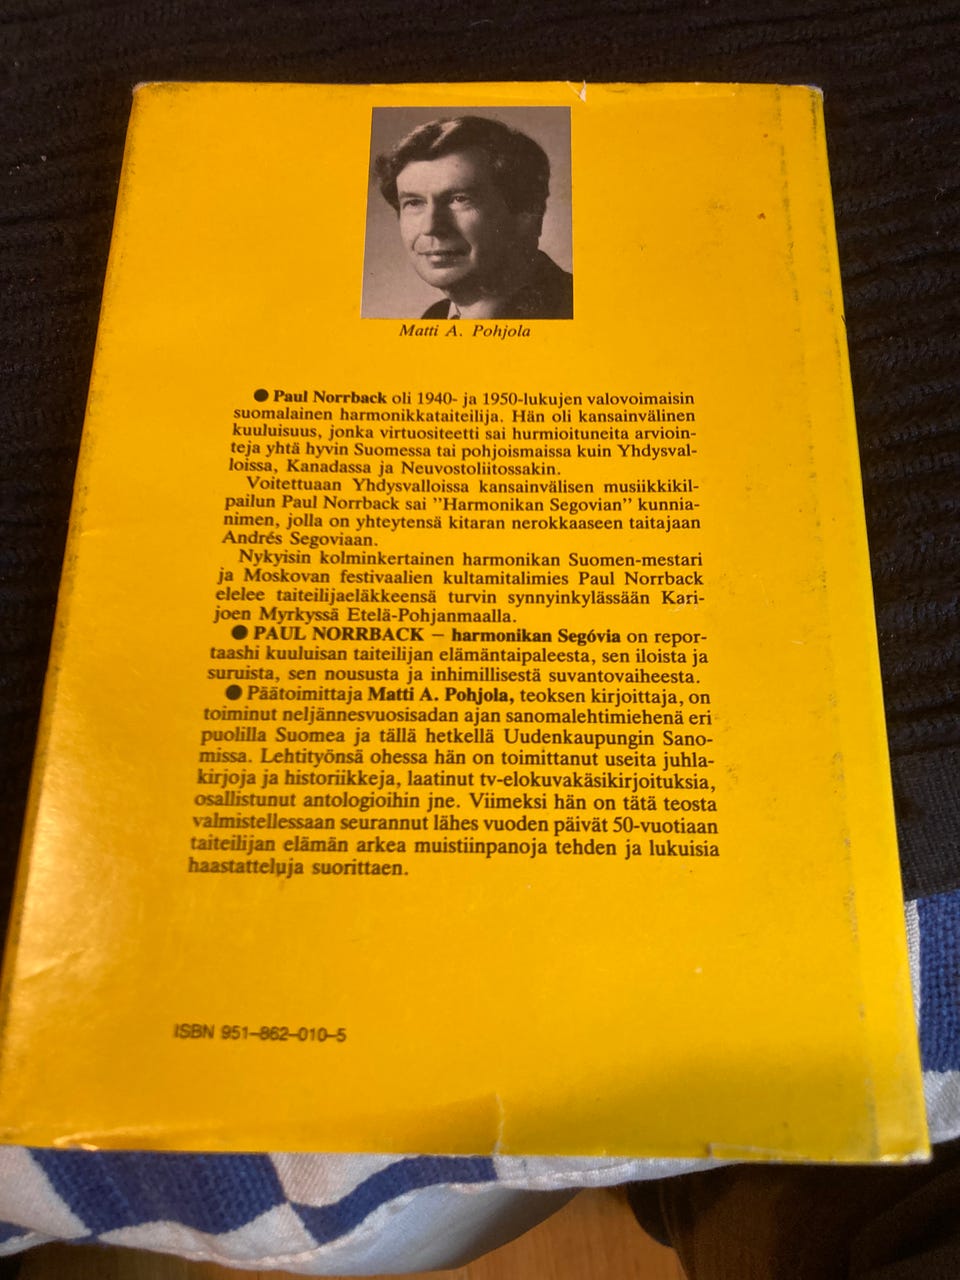 Matti A. Pohjola
● Paul Norrback oli 1940- ja 1950-lukujen valovoimaisin
suomalainen harmonikkataiteilija. Hän oli kansainvälinen
kuuluisuus, jonka virtuositeetti sai hurmioituneita arvioin-
teja yhtä hyvin Suomessa tai pohjoismaissa kuin Yhdysval-
loissa, Kanadassa ja Neuvostoliitossakin.
Voitettuaan Yhdysvalloissa kansainvälisen musiikkikil-
pailun Paul Norrback sai ”Harmonikan Segovian” kunnia-
nimen, jolla on yhteytensä kitaran nerokkaaseen taitajaan
Andrés Segoviaan.
Nykyisin kolminkertainen harmonikan Suomen-mestari
ja Moskovan festivaalien kultamitalimies Paul Norrback
elelee taiteilijaeläkkeensä turvin synnyinkylässään Kari-
joen Myrkyssä Etelä-Pohjanmaalla.
● PAUL NORRBACK – harmonikan Segóvia on repor-
taashi kuuluisan taiteilijan elämäntaipaleesta, sen iloista ja
suruista, sen noususta ja inhimillisestä suvantovaiheesta.
● Päätoimittaja Matti A. Pohjola, teoksen kirjoittaja, on
toiminut neljännesvuosisadan ajan sanomalehtimiehenä eri
puolilla Suomea ja tällä hetkellä Uudenkaupungin Sano-
missa. Lehtityönsä ohessa hän on toimittanut useita juhla-
kirjoja ja historiikkeja, laatinut tv-elokuvakäsikirjoituksia,
osallistunut antologioihin jne. Viimeksi hän on tätä teosta
valmistellessaan seurannut lähes vuoden päivät 50-vuotiaan
taiteilijan elämän arkea muistiinpanoja tehden ja lukuisia
haastatteluja suorittaen.
ISBN 951–862–010–5